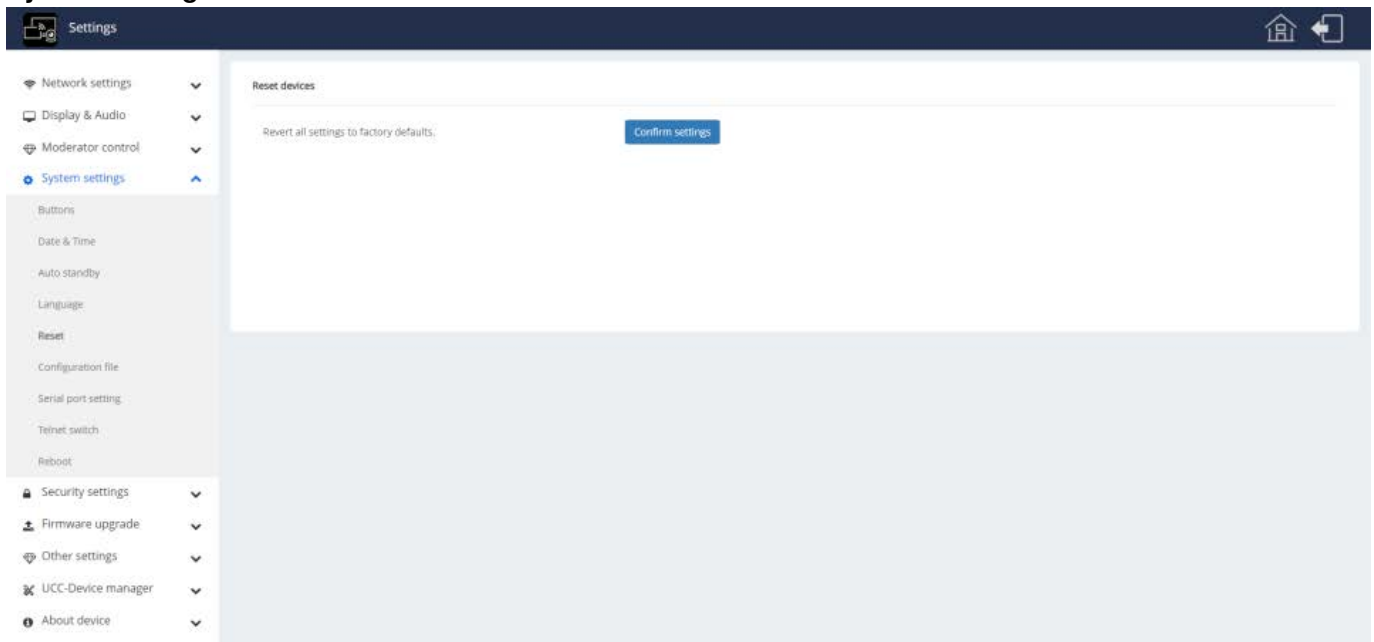 Settings
Network settings
Display & Audio
Moderator control
System settings
Buttons
Date & Time
Auto standby
Language
Reset
Configuration file
Serial port setting
Telnet switch
Reboot
Security settings
Firmware upgrade
Other settings
UCC-Device manager
About device
Reset devices
Revert all settings to factory defaults.
Confirm settings